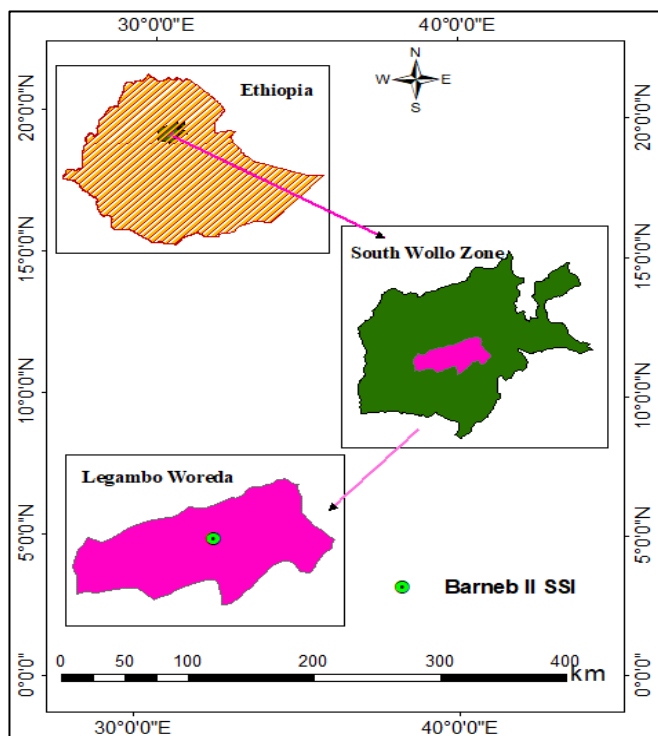 30°0'0"E 40°0'0"E
N
W E
S
Ethiopia
20°0'0"N 20°0'0"N
South Wollo Zone
15°0'0"N 15°0'0"N
10°0'0"N 10°0'0"N
Legambo Woreda
5°0'0"N 5°0'0"N
Barneb II SSI
0°0'0" 0°0'0"
0 50 100 200 300 400 km
30°0'0"E 40°0'0"E